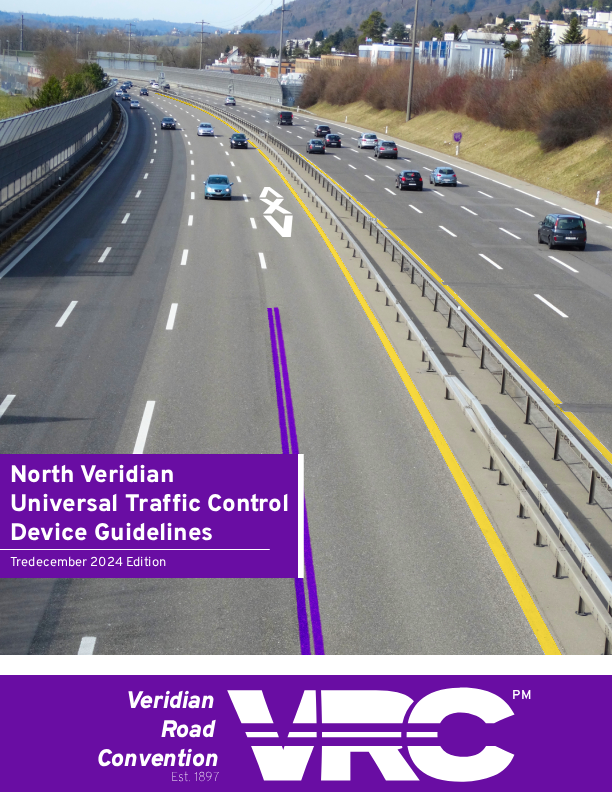 North Veridian
Universal Traffic Control
Device Guidelines
Tredecember 2024 Edition
Veridian
Road
Convention
Est. 1897
VRC
PM